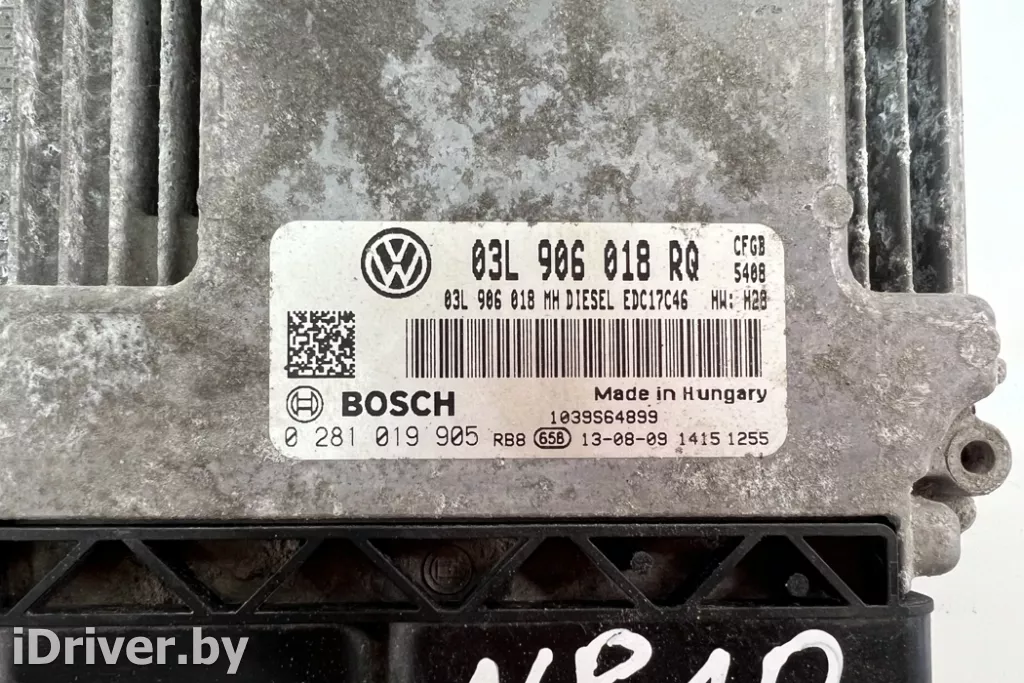 03L 906 018 RQ CFGB
5408
03L 906 018 MH DIESEL EDC17C46 HW: H28
BOSCH Made in Hungary
1039S64899
0 281 019 905 RB8 658 13-08-09 1415 1255
iDriver.by